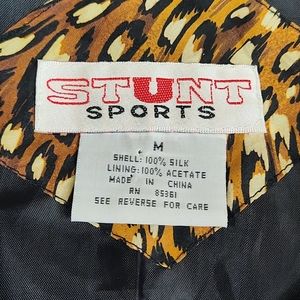 STUNT
SPORTS
M
SHELL: 100% SILK
LINING: 100% ACETATE
MADE IN CHINA
RN 85361
SEE REVERSE FOR CARE